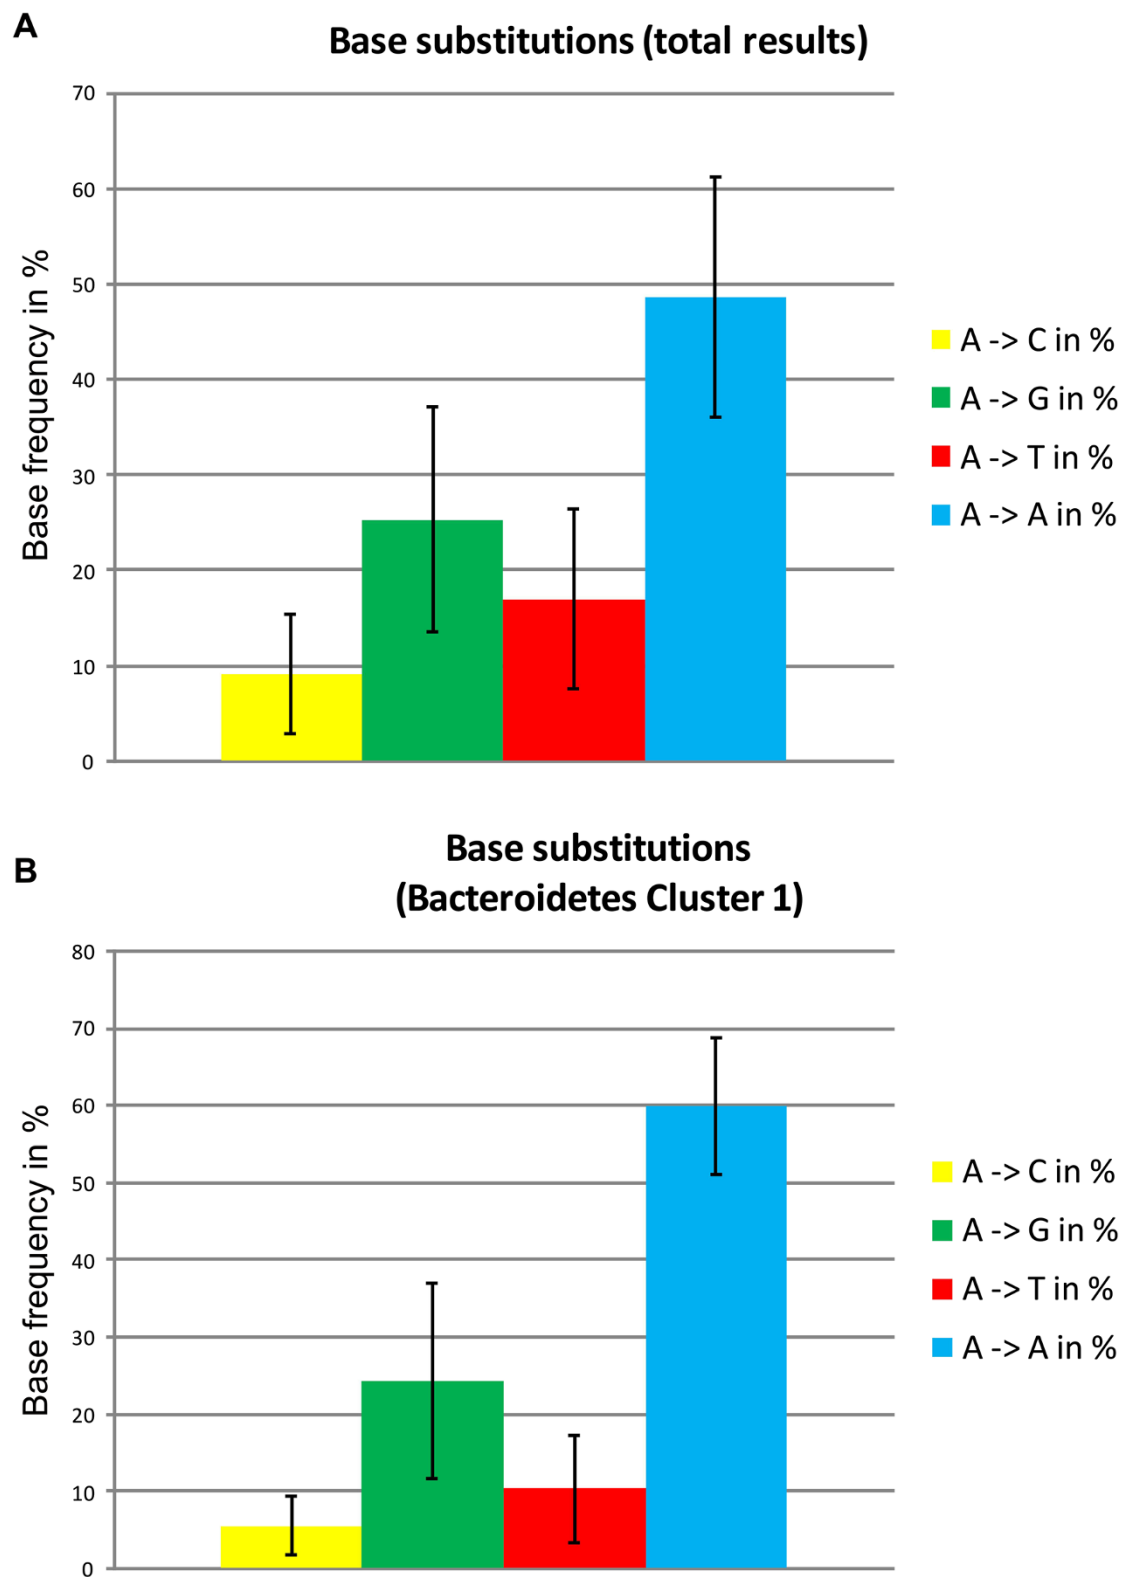 A
Base substitutions (total results)
70
60
50
40
30
20
10
0
Base frequency in %
A -> C in %
A -> G in %
A -> T in %
A -> A in %
B
Base substitutions
(Bacteroidetes Cluster 1)
80
70
60
50
40
30
20
10
0
Base frequency in %
A -> C in %
A -> G in %
A -> T in %
A -> A in %